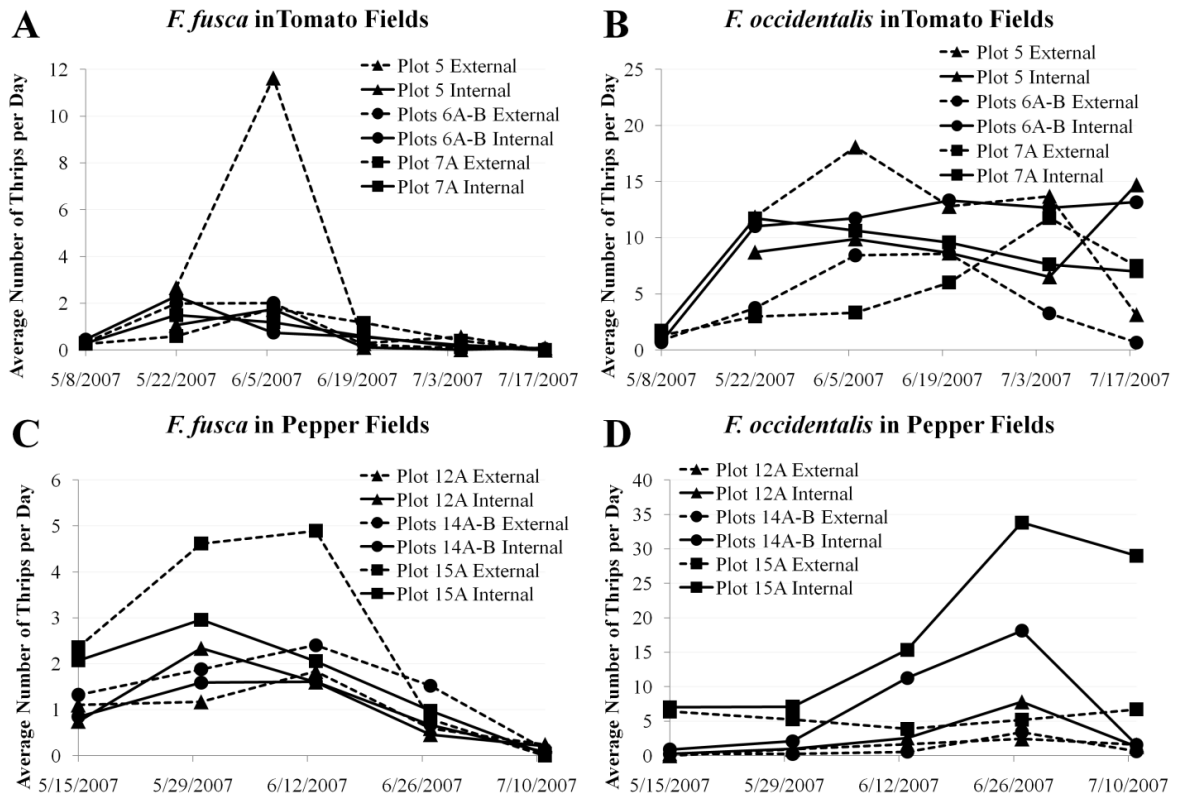 A
F. fusca inTomato Fields
Average Number of Thrips per Day
12
10
8
6
4
2
0
5/8/2007 5/22/2007 6/5/2007 6/19/2007 7/3/2007 7/17/2007
Plot 5 External
Plot 5 Internal
Plots 6A-B External
Plots 6A-B Internal
Plot 7A External
Plot 7A Internal
B
F. occidentalis inTomato Fields
Average Number of Thrips per Day
25
20
15
10
5
0
5/8/2007 5/22/2007 6/5/2007 6/19/2007 7/3/2007 7/17/2007
Plot 5 External
Plot 5 Internal
Plots 6A-B External
Plots 6A-B Internal
Plot 7A External
Plot 7A Internal
C
F. fusca in Pepper Fields
Average Number of Thrips per Day
6
5
4
3
2
1
0
5/15/2007 5/29/2007 6/12/2007 6/26/2007 7/10/2007
Plot 12A External
Plot 12A Internal
Plots 14A-B External
Plots 14A-B Internal
Plot 15A External
Plot 15A Internal
D
F. occidentalis in Pepper Fields
Average Number of Thrips per Day
40
35
30
25
20
15
10
5
0
5/15/2007 5/29/2007 6/12/2007 6/26/2007 7/10/2007
Plot 12A External
Plot 12A Internal
Plots 14A-B External
Plots 14A-B Internal
Plot 15A External
Plot 15A Internal